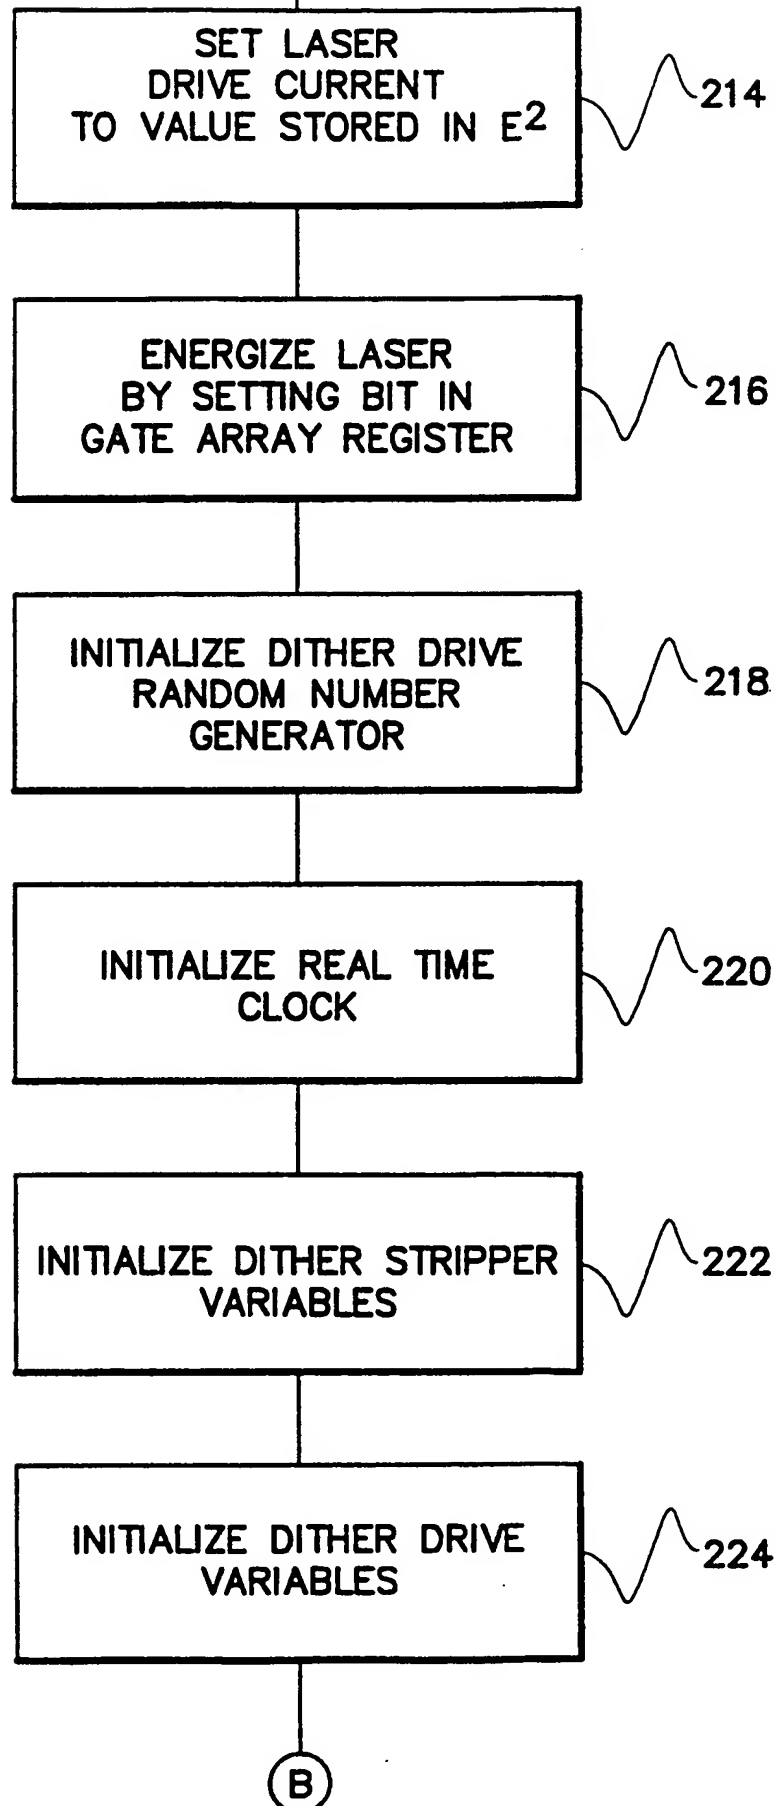 SET LASER
DRIVE CURRENT
TO VALUE STORED IN E²
214
ENERGIZE LASER
BY SETTING BIT IN
GATE ARRAY REGISTER
216
INITIALIZE DITHER DRIVE
RANDOM NUMBER
GENERATOR
218
INITIALIZE REAL TIME
CLOCK
220
INITIALIZE DITHER STRIPPER
VARIABLES
222
INITIALIZE DITHER DRIVE
VARIABLES
224
B